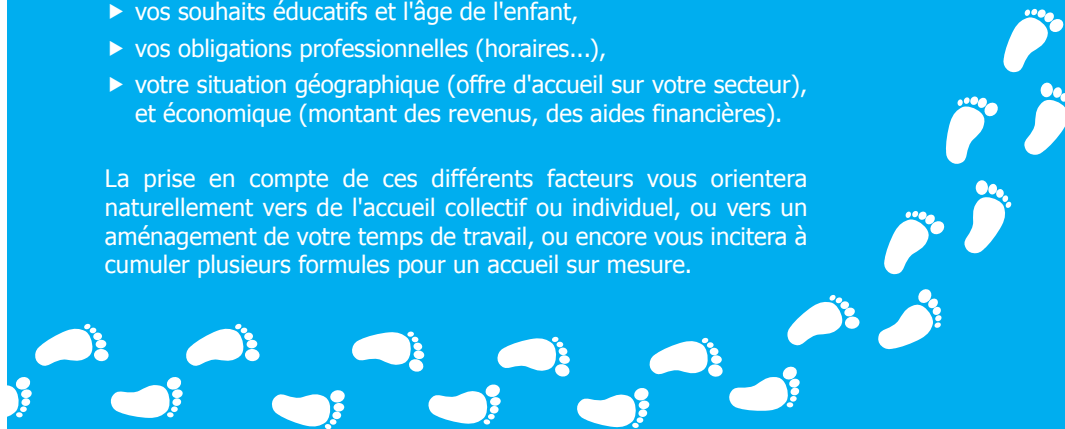 ▶ vos souhaits éducatifs et l'âge de l'enfant,
▶ vos obligations professionnelles (horaires...),
▶ votre situation géographique (offre d'accueil sur votre secteur),
et économique (montant des revenus, des aides financières).
La prise en compte de ces différents facteurs vous orientera
naturellement vers de l'accueil collectif ou individuel, ou vers un
aménagement de votre temps de travail, ou encore vous incitera à
cumuler plusieurs formules pour un accueil sur mesure.